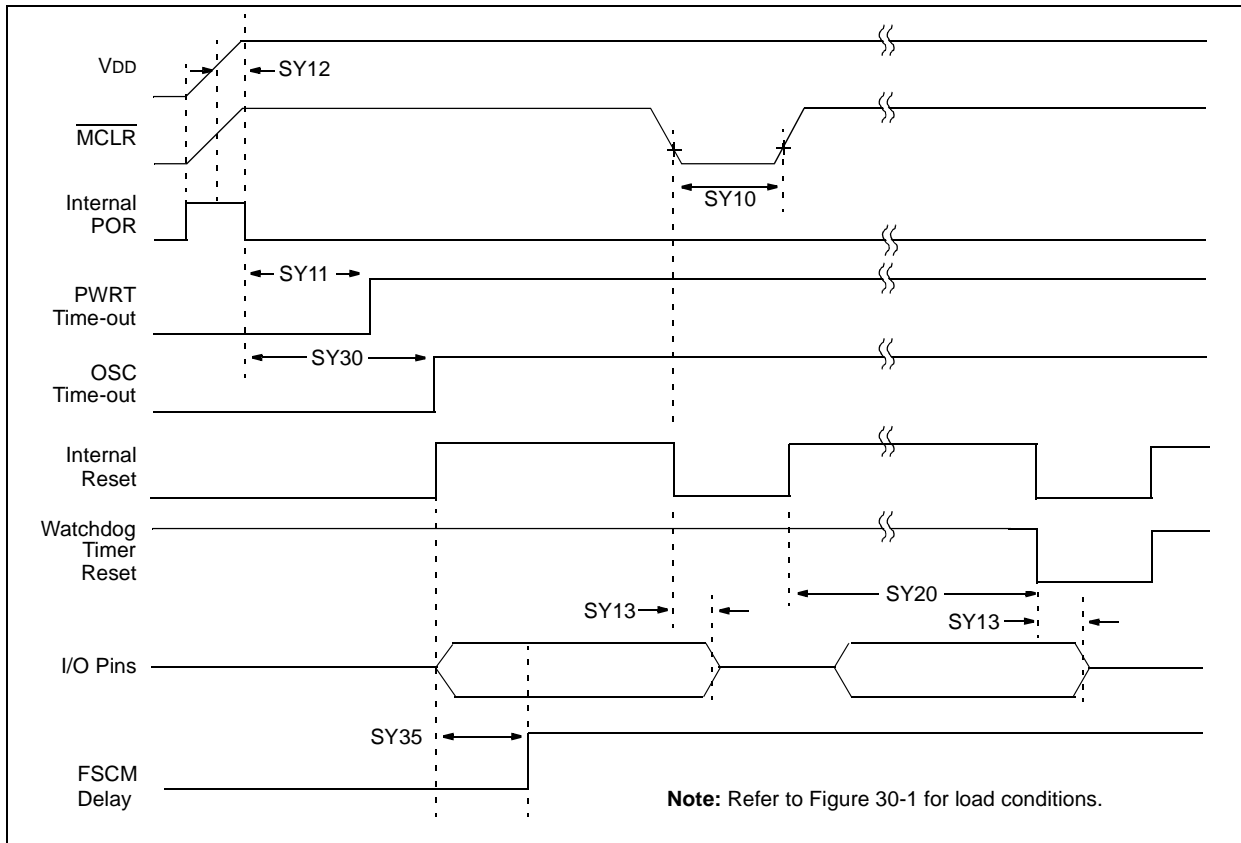 VDD
SY12
MCLR
SY10
Internal
POR
SY11
PWRT
Time-out
SY30
OSC
Time-out
Internal
Reset
Watchdog
Timer
Reset
SY20
SY13
SY13
I/O Pins
SY35
FSCM
Delay
Note: Refer to Figure 30-1 for load conditions.